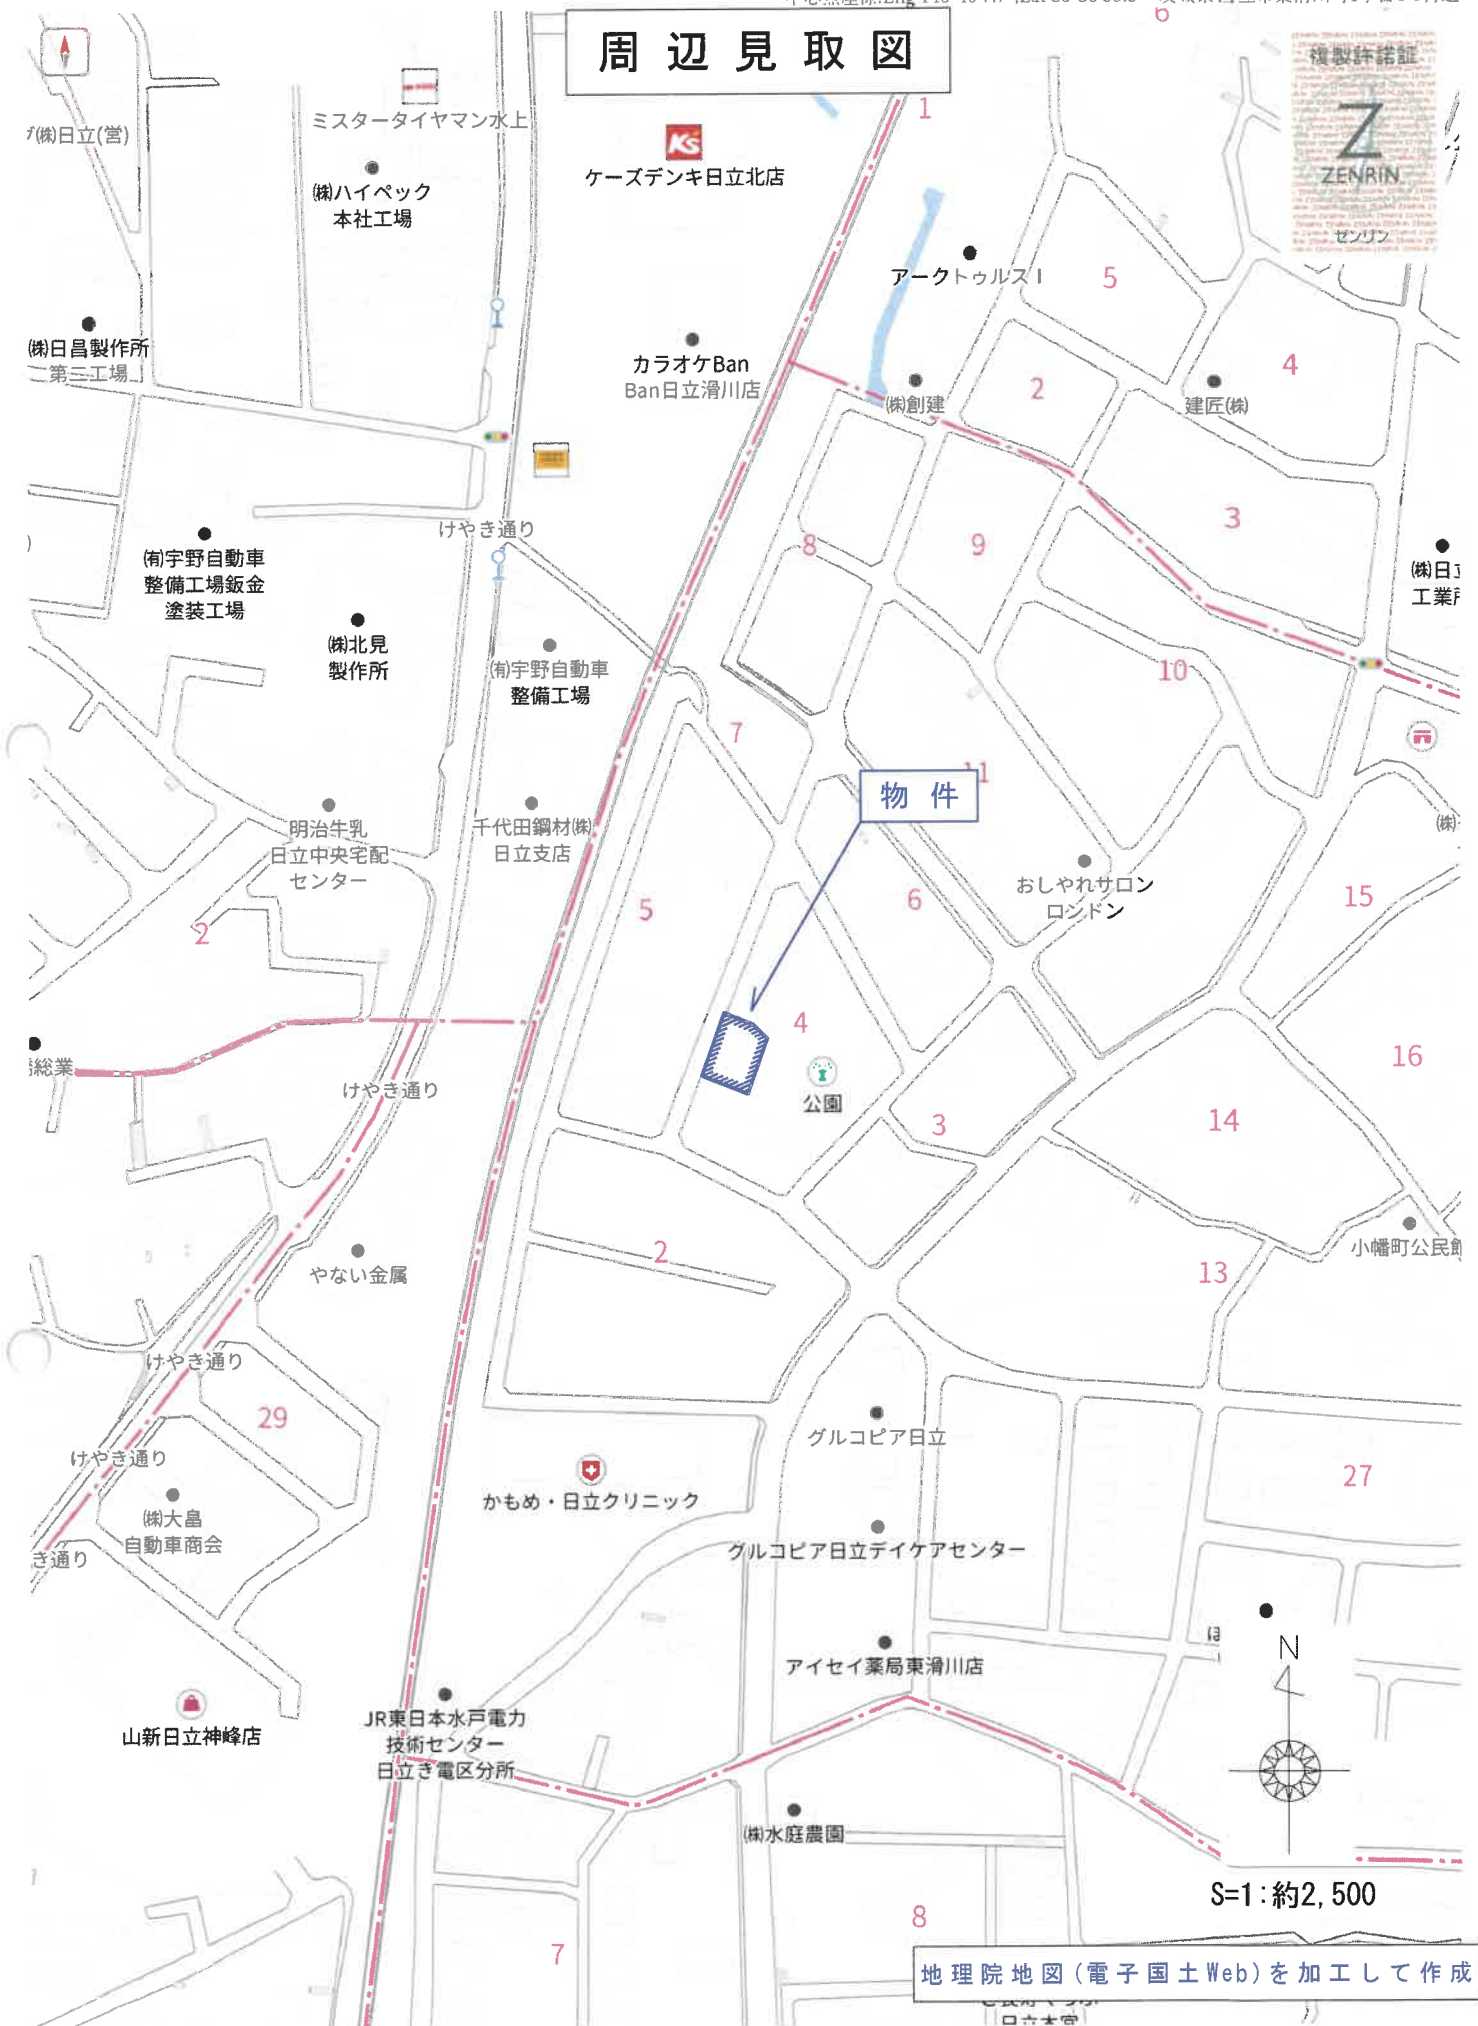 周辺見取図
6
複製許諾証
Z
ZENRIN
ゼンリン
1
㈱日立(営)
ミスタータイヤマン水上
K's
ケーズデンキ日立北店
㈱ハイペック
本社工場
アークトゥルスⅠ
5
㈱日昌製作所
第二工場
カラオケBan
Ban日立滑川店
4
2
㈱創建
建匠㈱
けやき通り
3
8
9
㈲宇野自動車
整備工場鈑金
塗装工場
㈱日立
工業所
㈱北見
製作所
㈲宇野自動車
整備工場
10
7
11
物件
明治牛乳
日立中央宅配
センター
千代田鋼材㈱
日立支店
㈱
おしゃれサロン
ロンドン
15
5
6
2
4
総業
16
けやき通り
公園
3
14
小幡町公民館
やない金属
2
13
けやき通り
29
グルコピア日立
けやき通り
27
かもめ・日立クリニック
㈱大畠
自動車商会
き通り
グルコピア日立デイケアセンター
ほ
N
アイセイ薬局東滑川店
山新日立神峰店
JR東日本水戸電力
技術センター
日立き電区分所
㈱水庭農園
S=1:約2,500
8
7
地理院地図(電子国土Web)を加工して作成
日立本宮